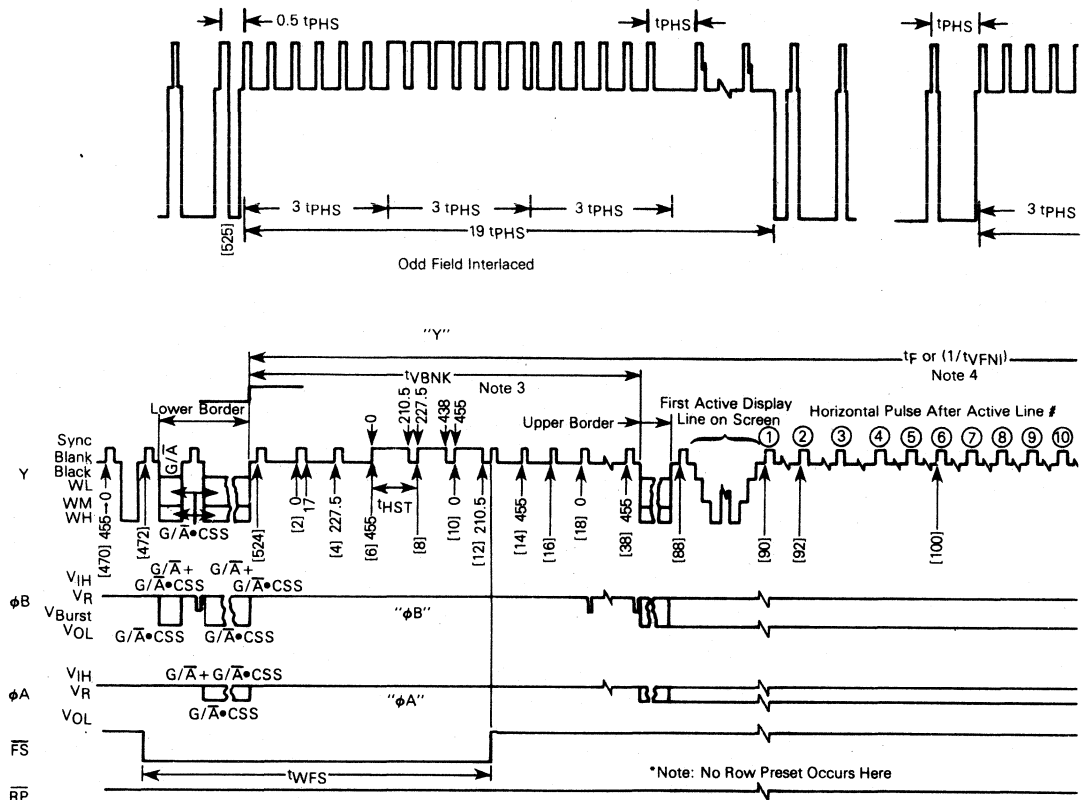 0.5 tPHS
tPHS
tPHS
3 tPHS
3 tPHS
3 tPHS
3 tPHS
19 tPHS
[525]
Odd Field Interlaced
"Y"
tF or (1/tVFNI)
Note 4
tVBNK
Note 3
0
210.5
227.5
438
455
Lower Border
Upper Border
First Active Display
Line on Screen
Horizontal Pulse After Active Line #
1 2 3 4 5 6 7 8 9 10
Sync
Blank
Black
WL
WM
WH
Y
G/A̅
G/A̅•CSS
tHST
[470] 455→0
[472]
[524]
[2] 0
17
[4] 227.5
[6] 455
[8]
[10] 0
[12] 210.5
[14] 455
[16]
[18] 0
[38] 455
[88]
[90]
[92]
[100]
G/A̅+ G/A̅+
G/A̅•CSS G/A̅•CSS
φB
VIH
VR
VBurst
VOL
"φB"
G/A̅•CSS G/A̅•CSS
φA
VIH
VR
VOL
G/A̅+ G/A̅•CSS
"φA"
G/A̅•CSS
F̅S̅
tWFS
*Note: No Row Preset Occurs Here
R̅P̅